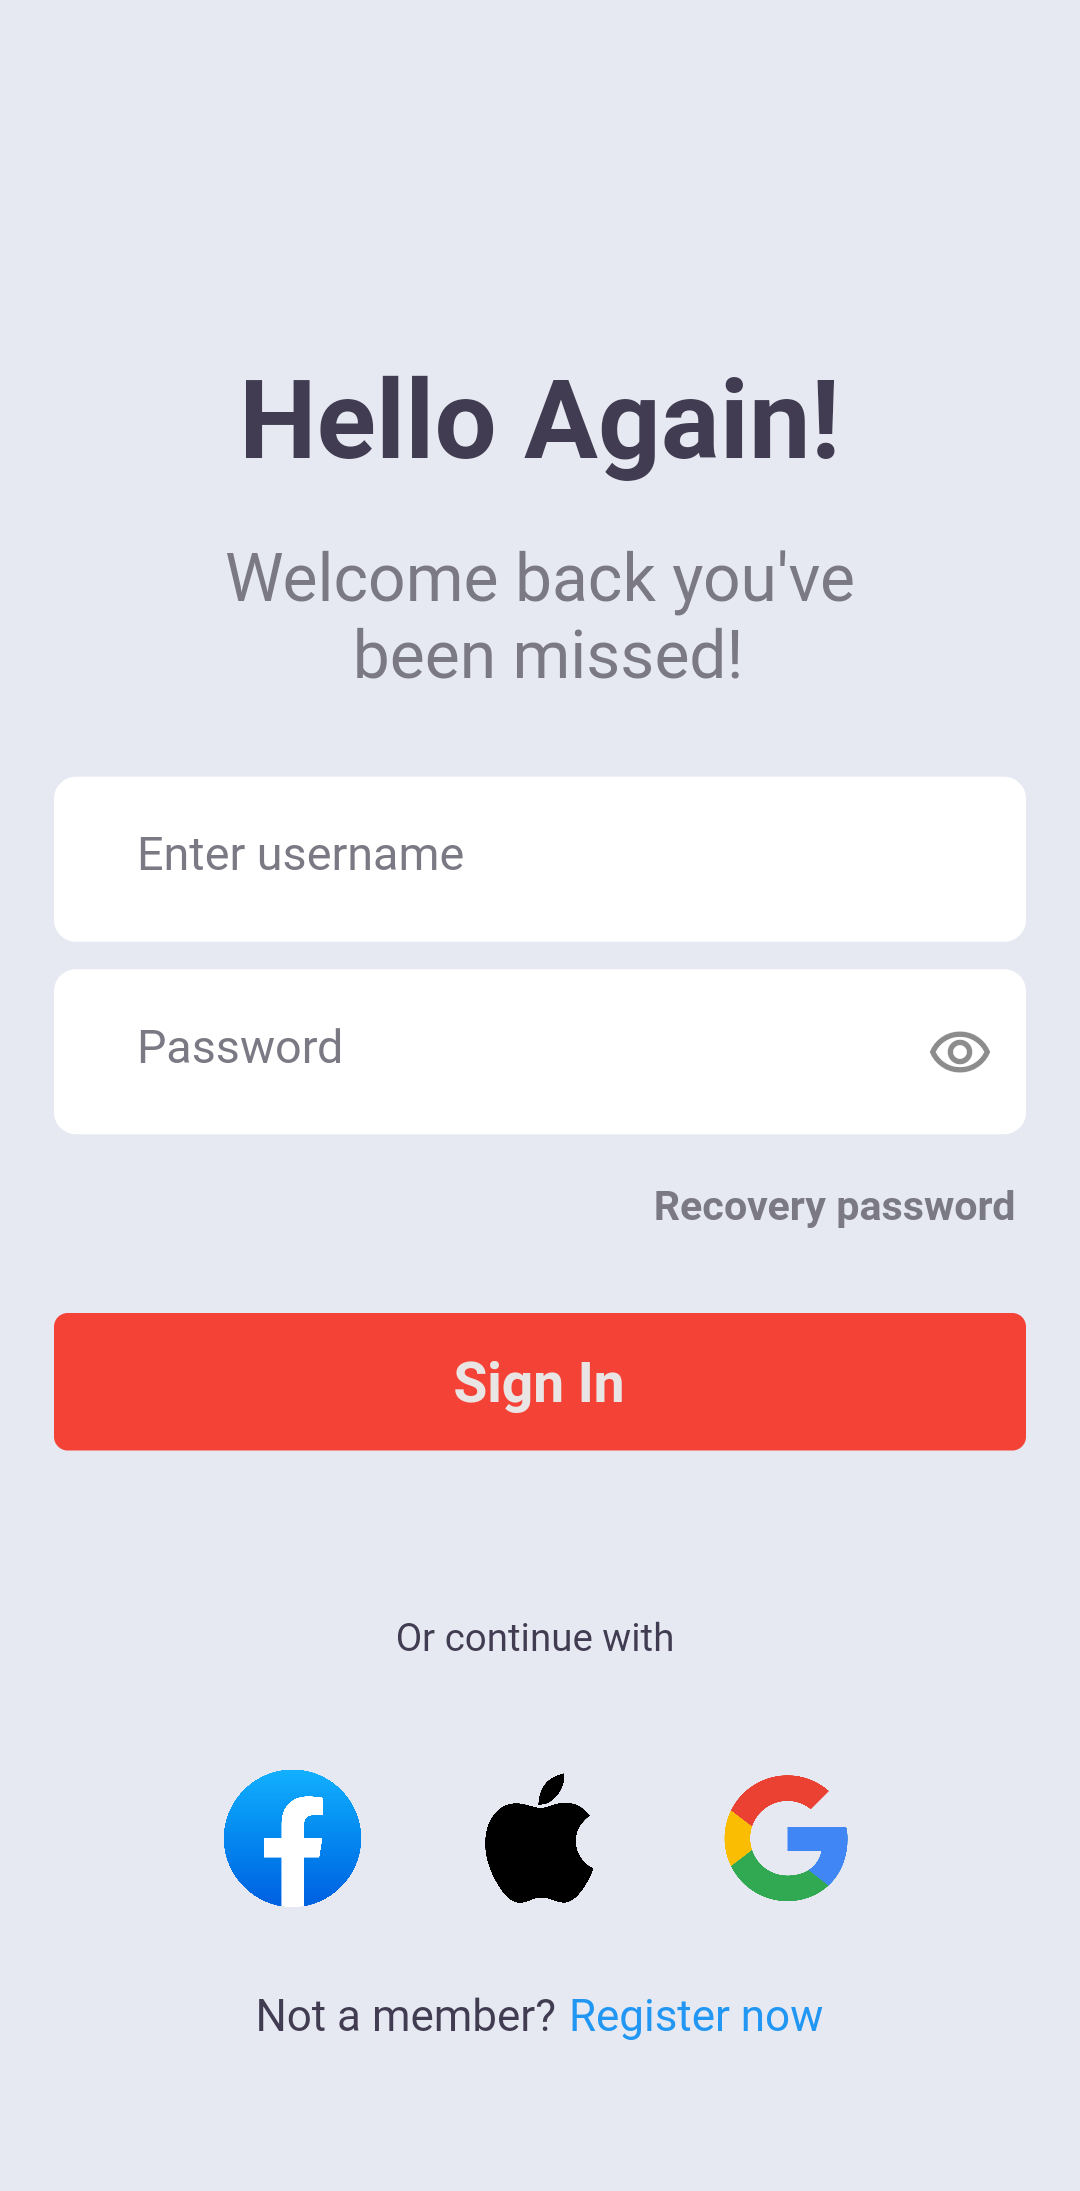 Hello Again!
Welcome back you've
been missed!
Enter username
Password
Recovery password
Sign In
Or continue with
Not a member? Register now